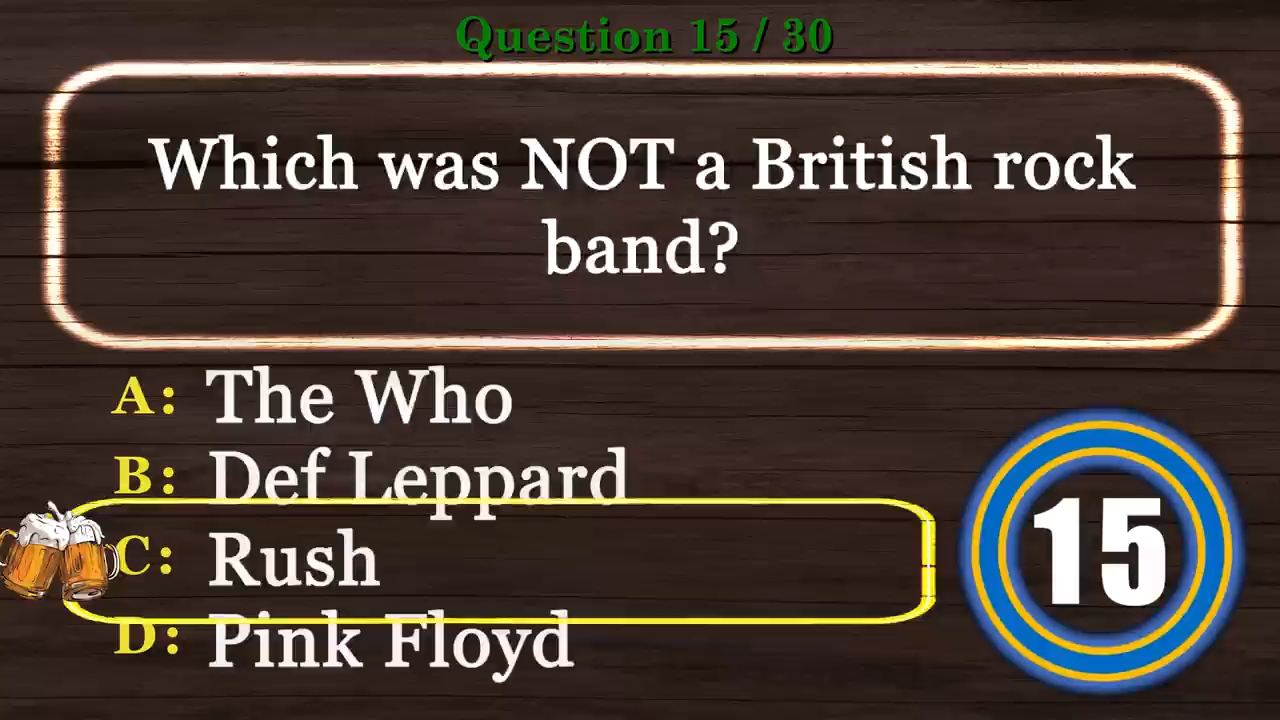 Question 15 / 30
Which was NOT a British rock
band?
A: The Who
B: Def Leppard
C: Rush
D: Pink Floyd
15